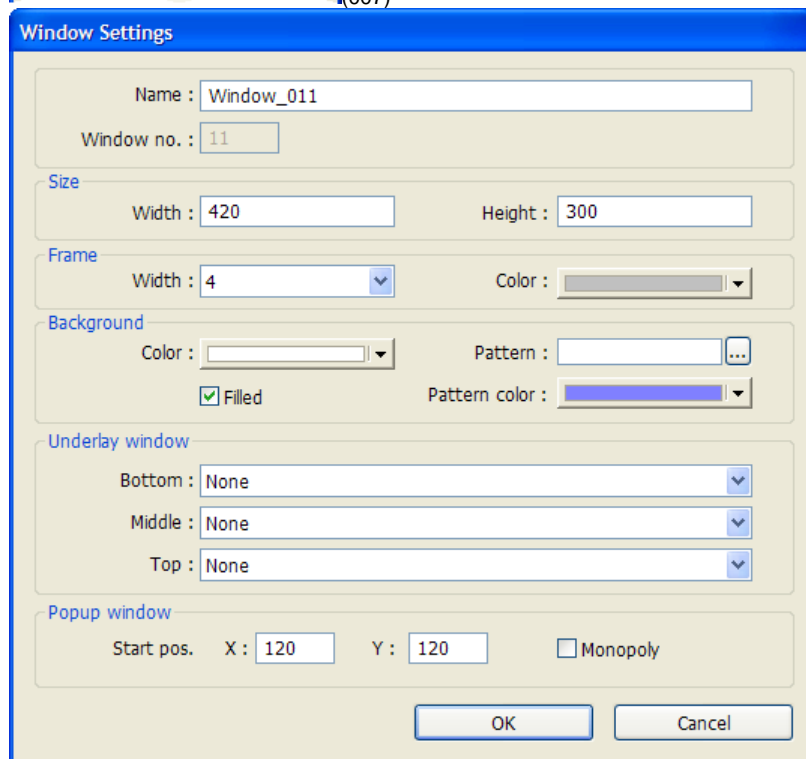 Window Settings
Name : Window_011
Window no. : 11
Size
Width : 420 Height : 300
Frame
Width : 4 Color :
Background
Color : Pattern : ...
Filled Pattern color :
Underlay window
Bottom : None
Middle : None
Top : None
Popup window
Start pos. X : 120 Y : 120 Monopoly
OK Cancel